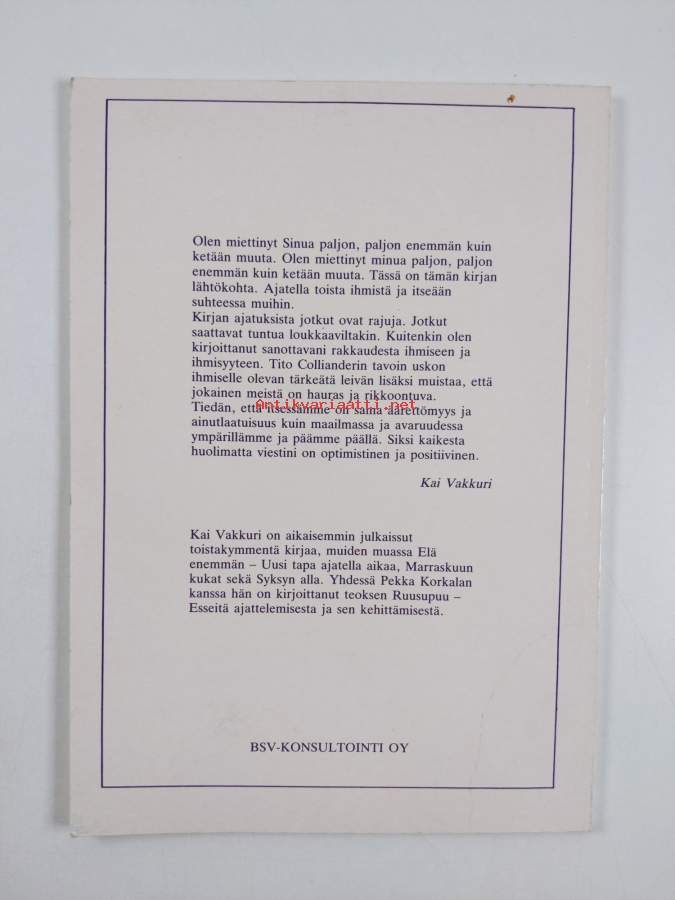 Olen miettinyt Sinua paljon, paljon enemmän kuin
ketään muuta. Olen miettinyt minua paljon, paljon
enemmän kuin ketään muuta. Tässä on tämän kirjan
lähtökohta. Ajatella toista ihmistä ja itseään
suhteessa muihin.
Kirjan ajatuksista jotkut ovat rajuja. Jotkut
saattavat tuntua loukkaaviltakin. Kuitenkin olen
kirjoittanut sanottavani rakkaudesta ihmiseen ja
ihmisyyteen. Tito Collianderin tavoin uskon
ihmiselle olevan tärkeätä leivän lisäksi muistaa, että
jokainen meistä on hauras ja rikkoontuva.
Antikvariaatti.net
Tiedän, että itsessämme on sama äärettömyys ja
ainutlaatuisuus kuin maailmassa ja avaruudessa
ympärillämme ja päämme päällä. Siksi kaikesta
huolimatta viestini on optimistinen ja positiivinen.
Kai Vakkuri
Kai Vakkuri on aikaisemmin julkaissut
toistakymmentä kirjaa, muiden muassa Elä
enemmän – Uusi tapa ajatella aikaa, Marraskuun
kukat sekä Syksyn alla. Yhdessä Pekka Korkalan
kanssa hän on kirjoittanut teoksen Ruusupuu –
Esseitä ajattelemisesta ja sen kehittämisestä.
BSV-KONSULTOINTI OY